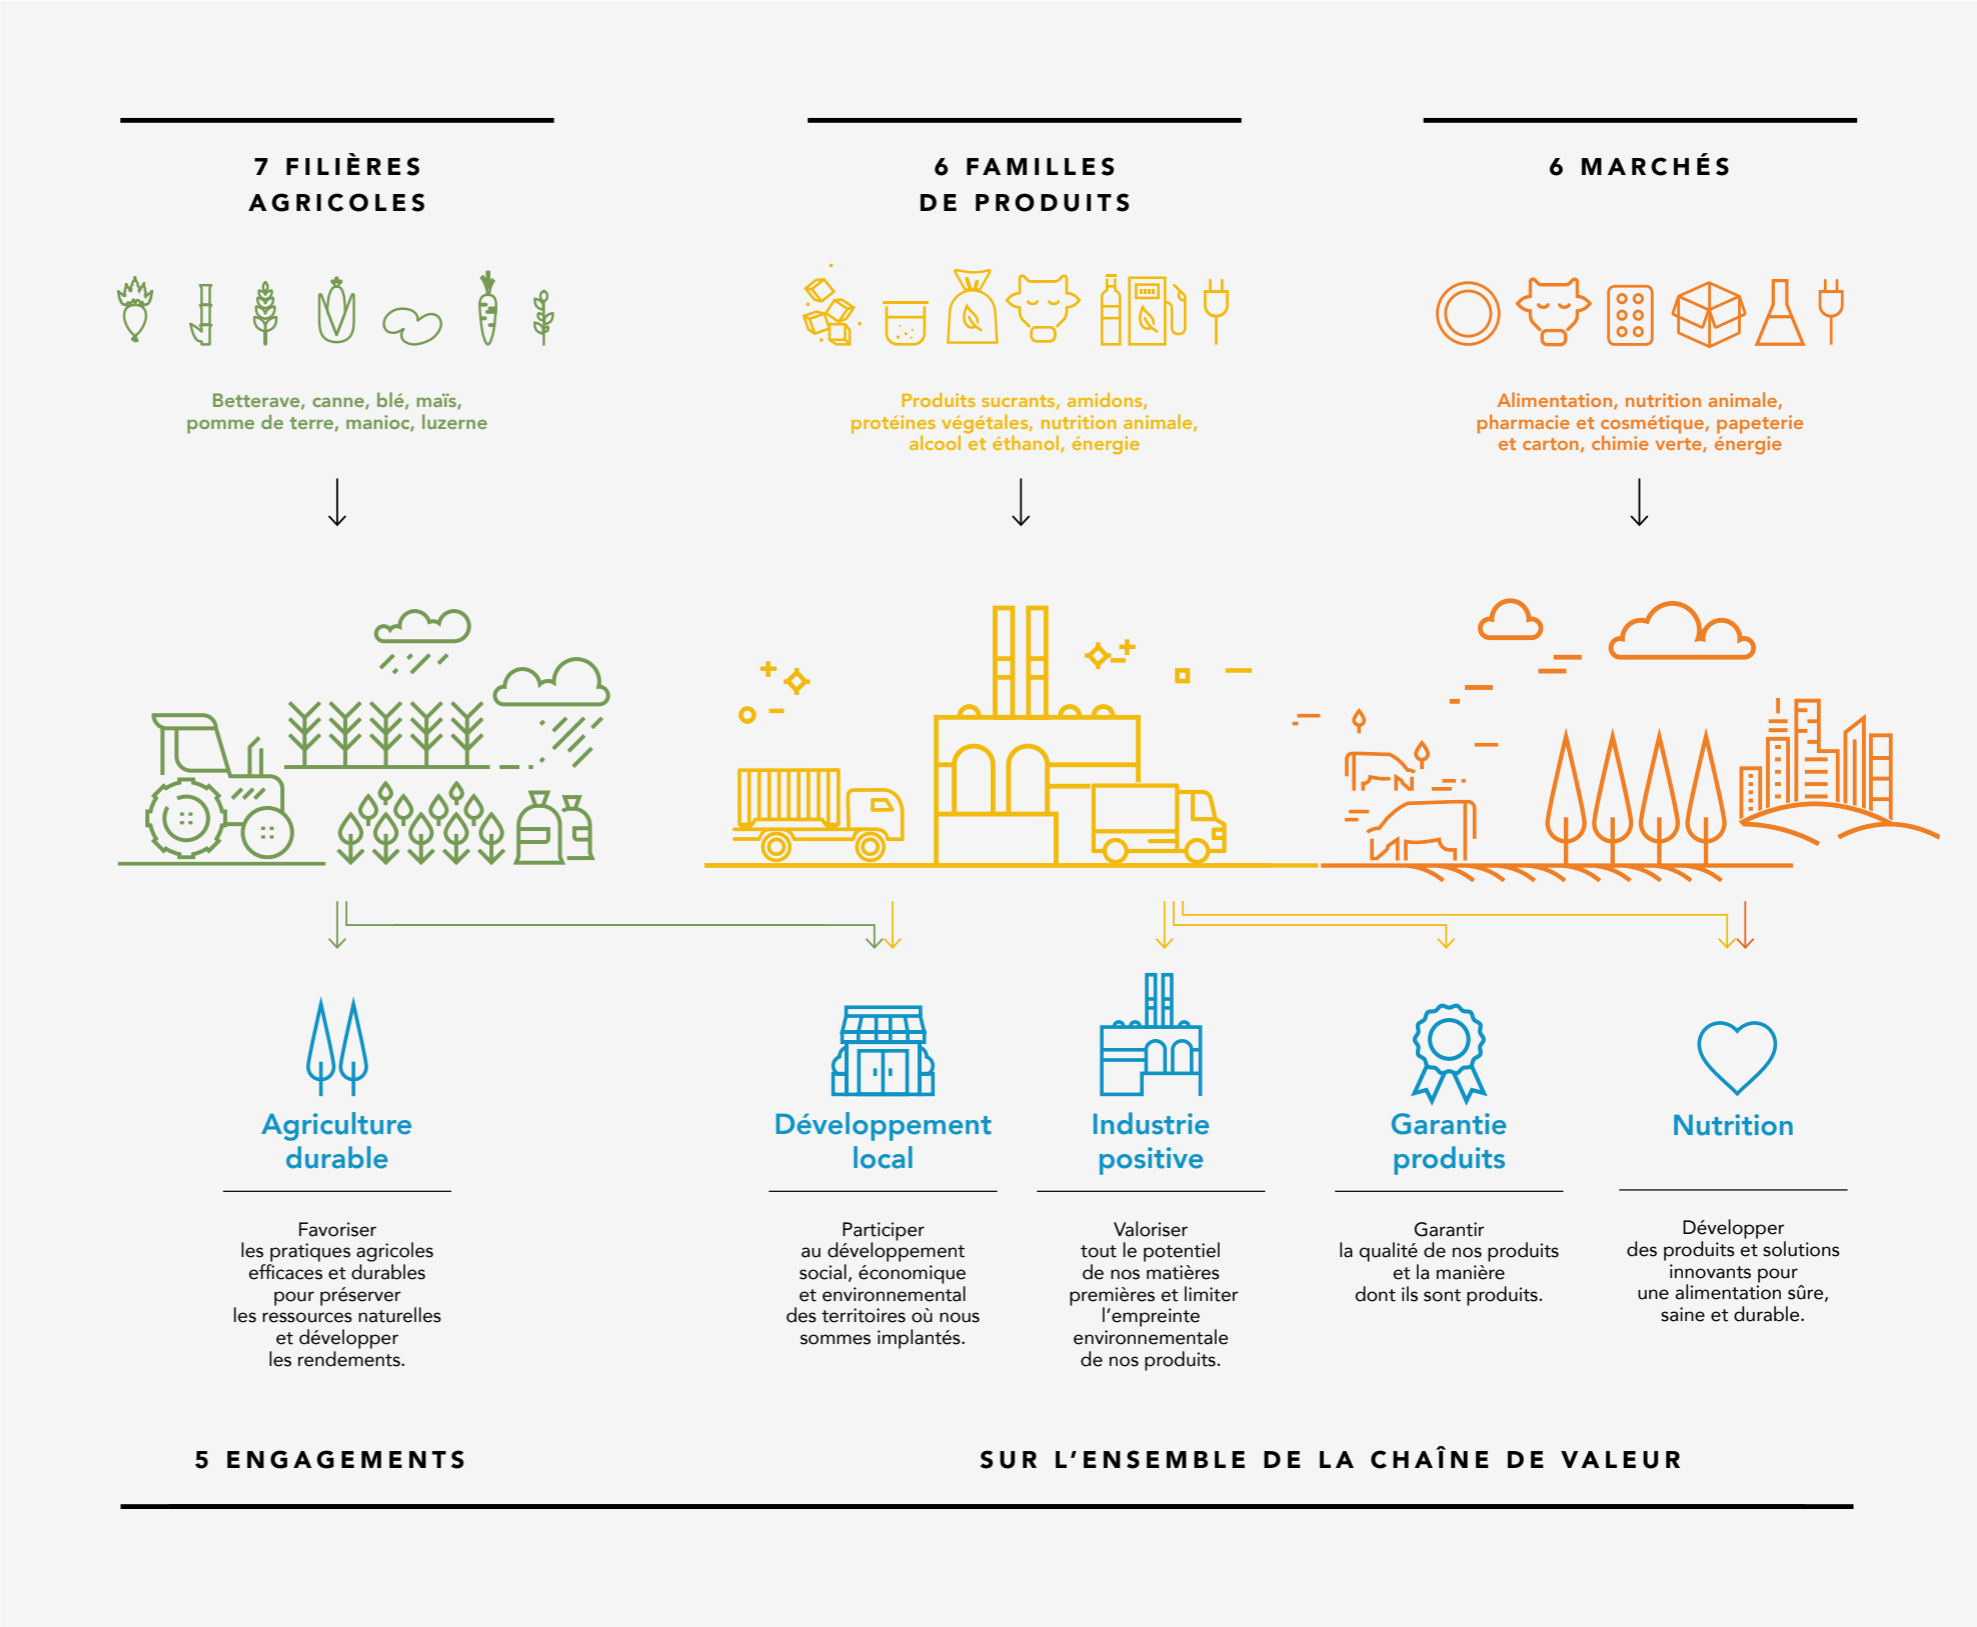 7 FILIÈRES
AGRICOLES
Betterave, canne, blé, maïs,
pomme de terre, manioc, luzerne
6 FAMILLES
DE PRODUITS
Produits sucrants, amidons,
protéines végétales, nutrition animale,
alcool et éthanol, énergie
6 MARCHÉS
Alimentation, nutrition animale,
pharmacie et cosmétique, papeterie
et carton, chimie verte, énergie
Agriculture
durable
Favoriser
les pratiques agricoles
efficaces et durables
pour préserver
les ressources naturelles
et développer
les rendements.
Développement
local
Participer
au développement
social, économique
et environnemental
des territoires où nous
sommes implantés.
Industrie
positive
Valoriser
tout le potentiel
de nos matières
premières et limiter
l'empreinte
environnementale
de nos produits.
Garantie
produits
Garantir
la qualité de nos produits
et la manière
dont ils sont produits.
Nutrition
Développer
des produits et solutions
innovants pour
une alimentation sûre,
saine et durable.
5 ENGAGEMENTS
SUR L'ENSEMBLE DE LA CHAÎNE DE VALEUR